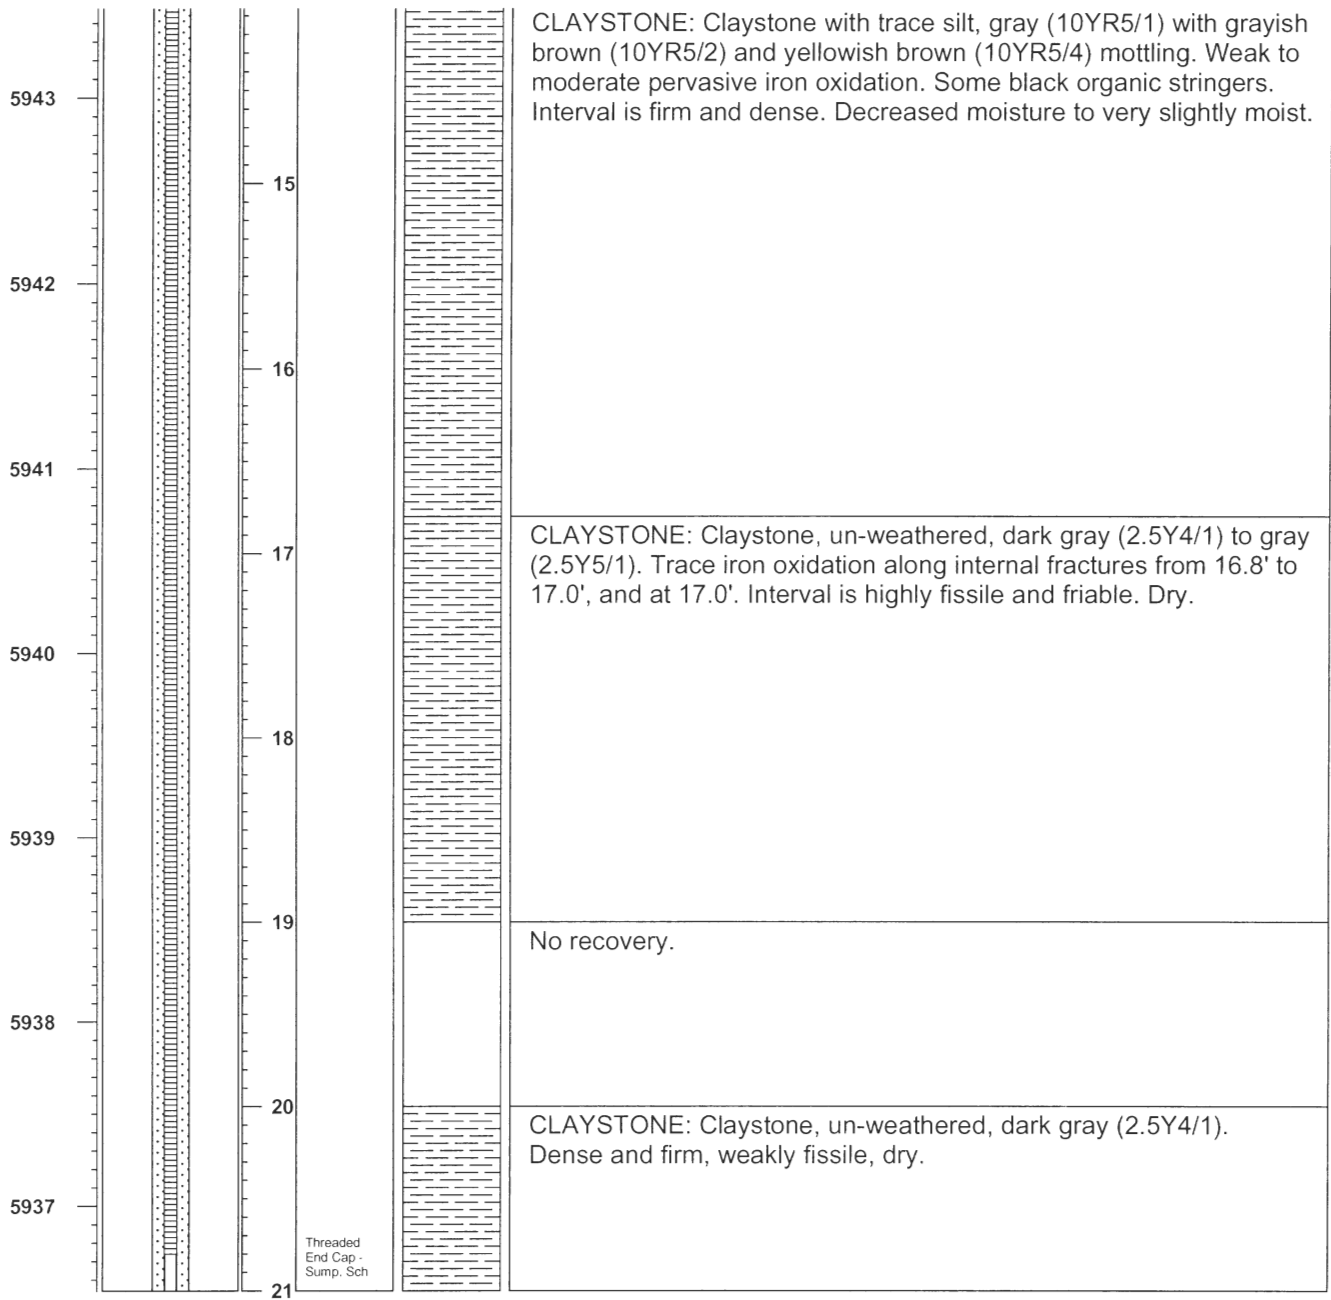 CLAYSTONE: Claystone with trace silt, gray (10YR5/1) with grayish
brown (10YR5/2) and yellowish brown (10YR5/4) mottling. Weak to
moderate pervasive iron oxidation. Some black organic stringers.
Interval is firm and dense. Decreased moisture to very slightly moist.
5943
15
5942
16
5941
CLAYSTONE: Claystone, un-weathered, dark gray (2.5Y4/1) to gray
(2.5Y5/1). Trace iron oxidation along internal fractures from 16.8' to
17.0', and at 17.0'. Interval is highly fissile and friable. Dry.
17
5940
18
5939
19
No recovery.
5938
20
CLAYSTONE: Claystone, un-weathered, dark gray (2.5Y4/1).
Dense and firm, weakly fissile, dry.
5937
Threaded
End Cap -
Sump. Sch
21